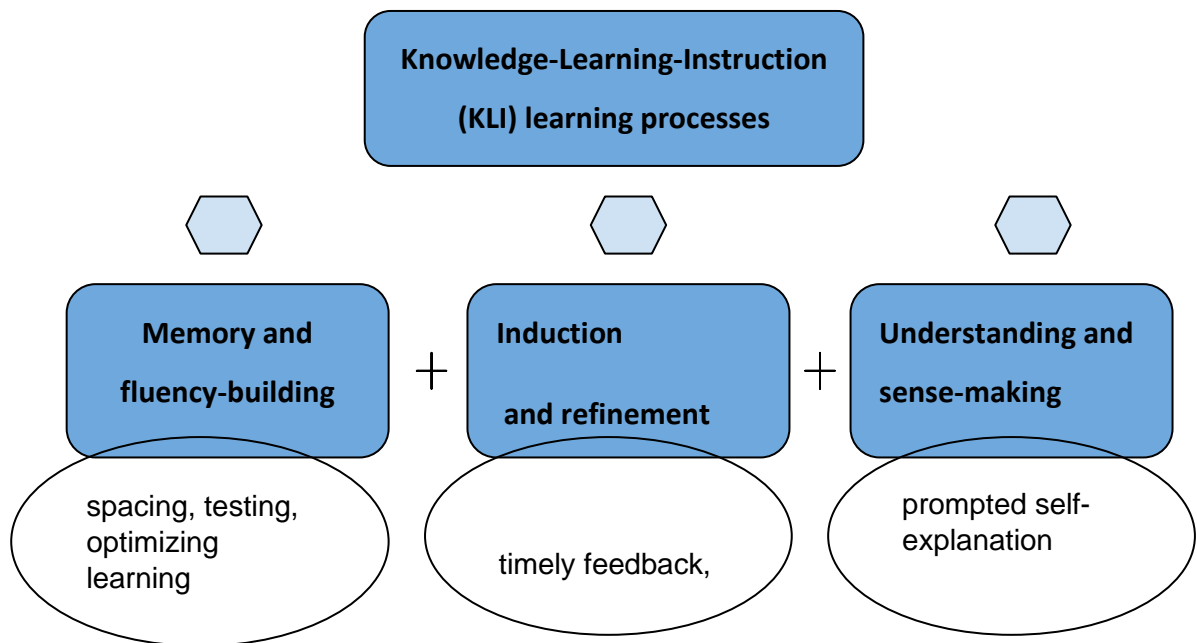 Knowledge-Learning-Instruction
(KLI) learning processes
Memory and
fluency-building
+
Induction
and refinement
+
Understanding and
sense-making
spacing, testing,
optimizing
learning
timely feedback,
prompted self-
explanation